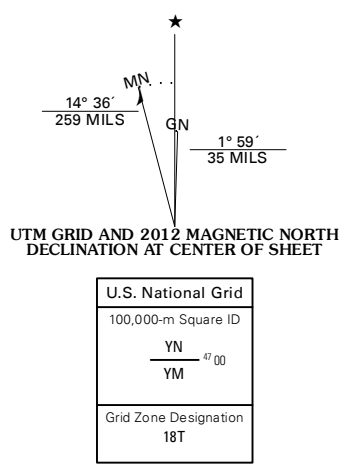 ★
MN
14° 36´
259 MILS
GN
1° 59´
35 MILS
UTM GRID AND 2012 MAGNETIC NORTH
DECLINATION AT CENTER OF SHEET
U.S. National Grid
100,000-m Square ID
YN
47 00
YM
Grid Zone Designation
18T